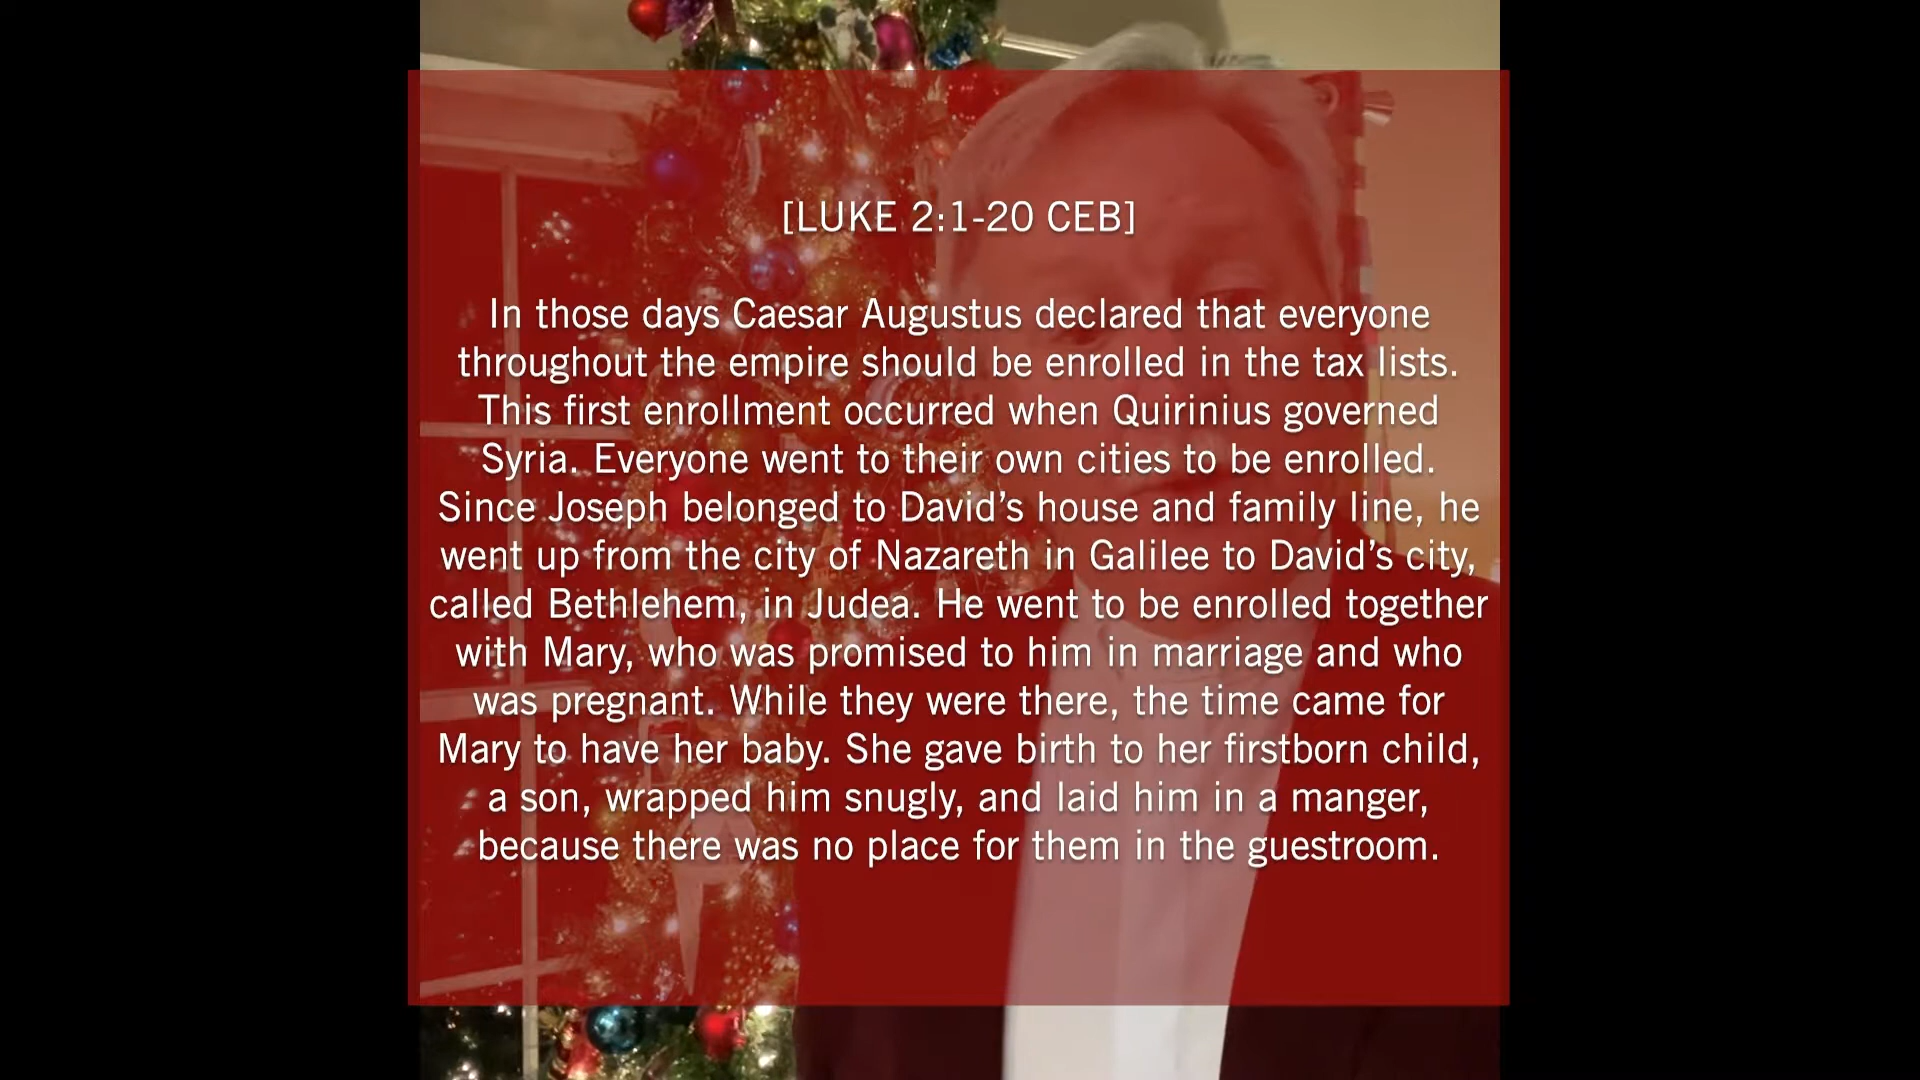 [LUKE 2:1-20 CEB]
In those days Caesar Augustus declared that everyone
throughout the empire should be enrolled in the tax lists.
This first enrollment occurred when Quirinius governed
Syria. Everyone went to their own cities to be enrolled.
Since Joseph belonged to David’s house and family line, he
went up from the city of Nazareth in Galilee to David’s city,
called Bethlehem, in Judea. He went to be enrolled together
with Mary, who was promised to him in marriage and who
was pregnant. While they were there, the time came for
Mary to have her baby. She gave birth to her firstborn child,
a son, wrapped him snugly, and laid him in a manger,
because there was no place for them in the guestroom.